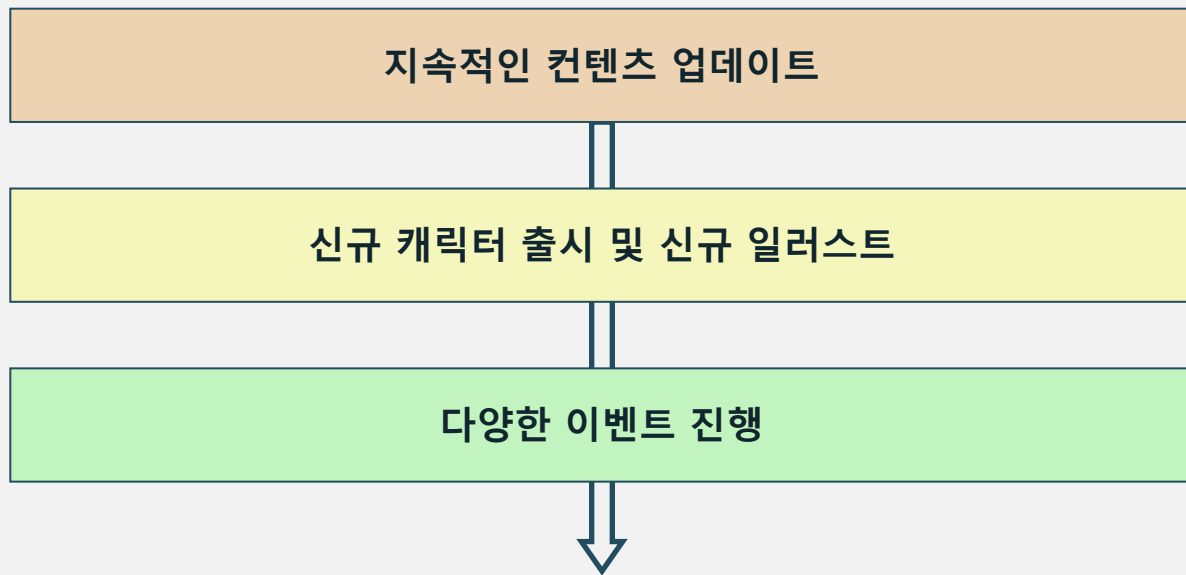 지속적인 컨텐츠 업데이트
신규 캐릭터 출시 및 신규 일러스트
다양한 이벤트 진행